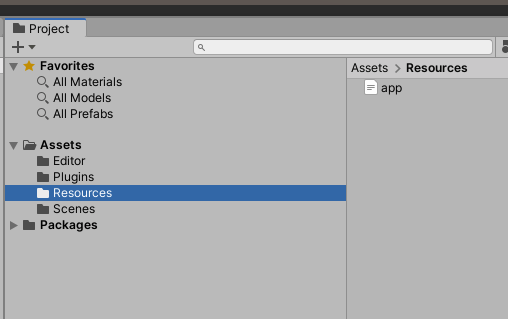 Project
Favorites
All Materials
All Models
All Prefabs
Assets
Editor
Plugins
Resources
Scenes
Packages
Assets > Resources
app